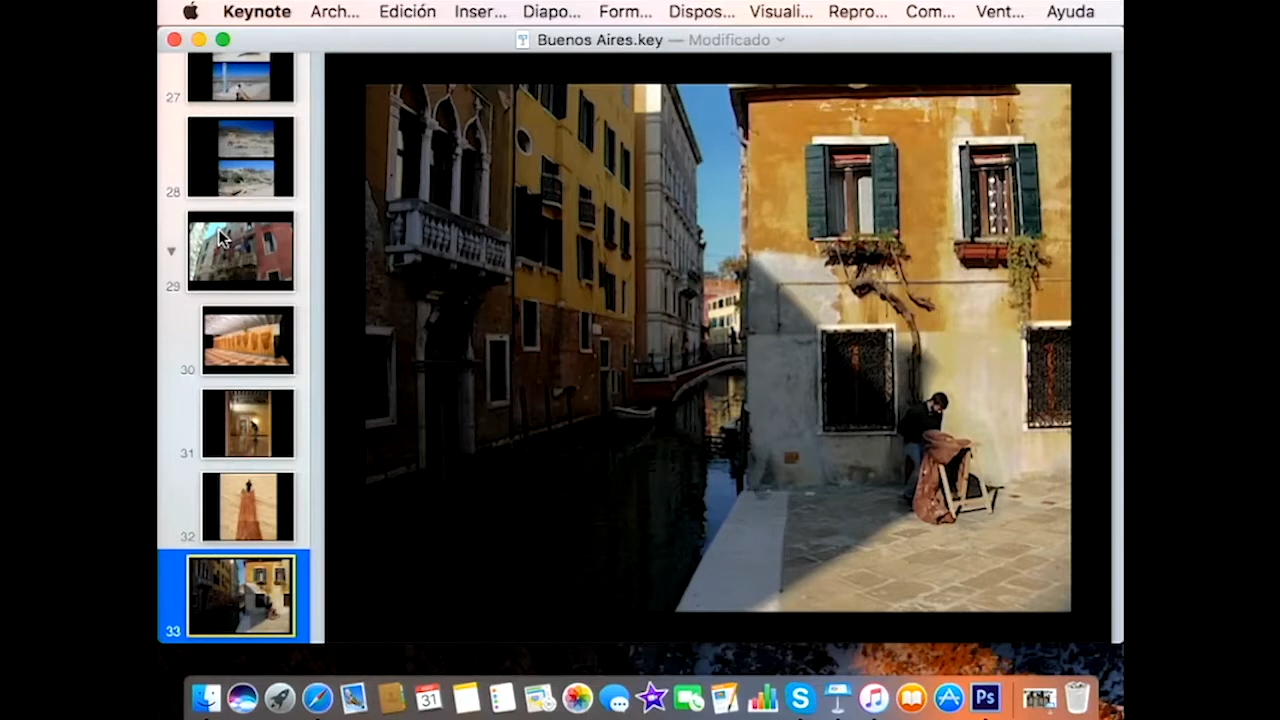 Keynote Arch... Edición Inser... Diapo... Form... Dispos... Visuali... Repro... Com... Vent... Ayuda
Buenos Aires.key — Modificado
27
28
29
30
31
32
33
31
S
Ps